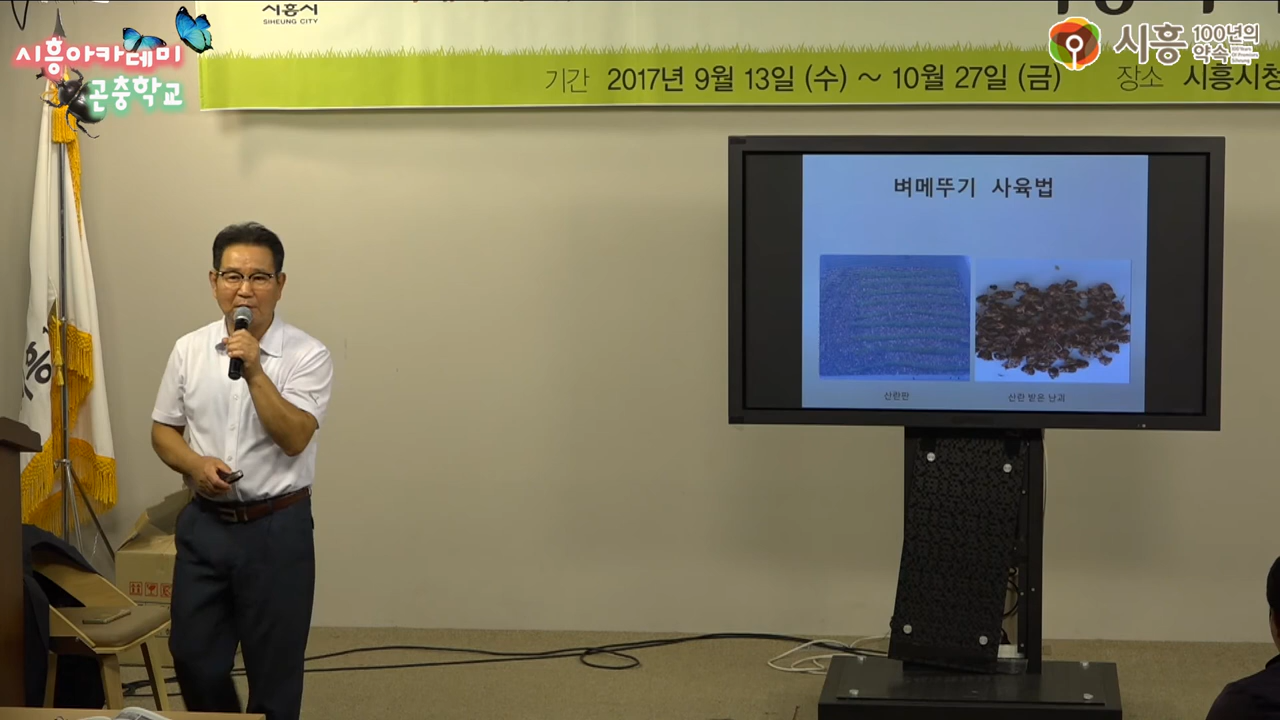 시흥시
SIHEUNG CITY
시흥아카데미
곤충학교
시흥
100년의
약속
기간 2017년 9월 13일 (수) ~ 10월 27일 (금) 장소 시흥시청
벼메뚜기 사육법
산란판
산란 받은 난괴